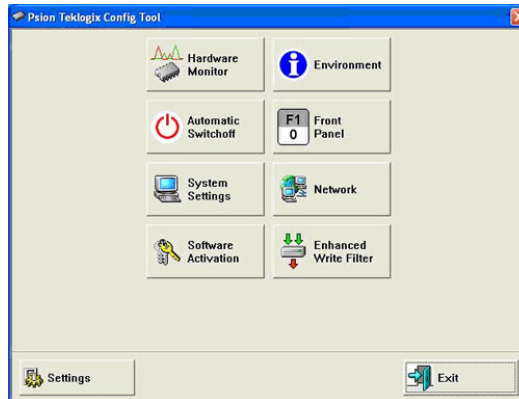 Psion Teklogix Config Tool
Hardware
Monitor
Environment
Automatic
Switchoff
F1
0
Front
Panel
System
Settings
Network
Software
Activation
Enhanced
Write Filter
Settings
Exit